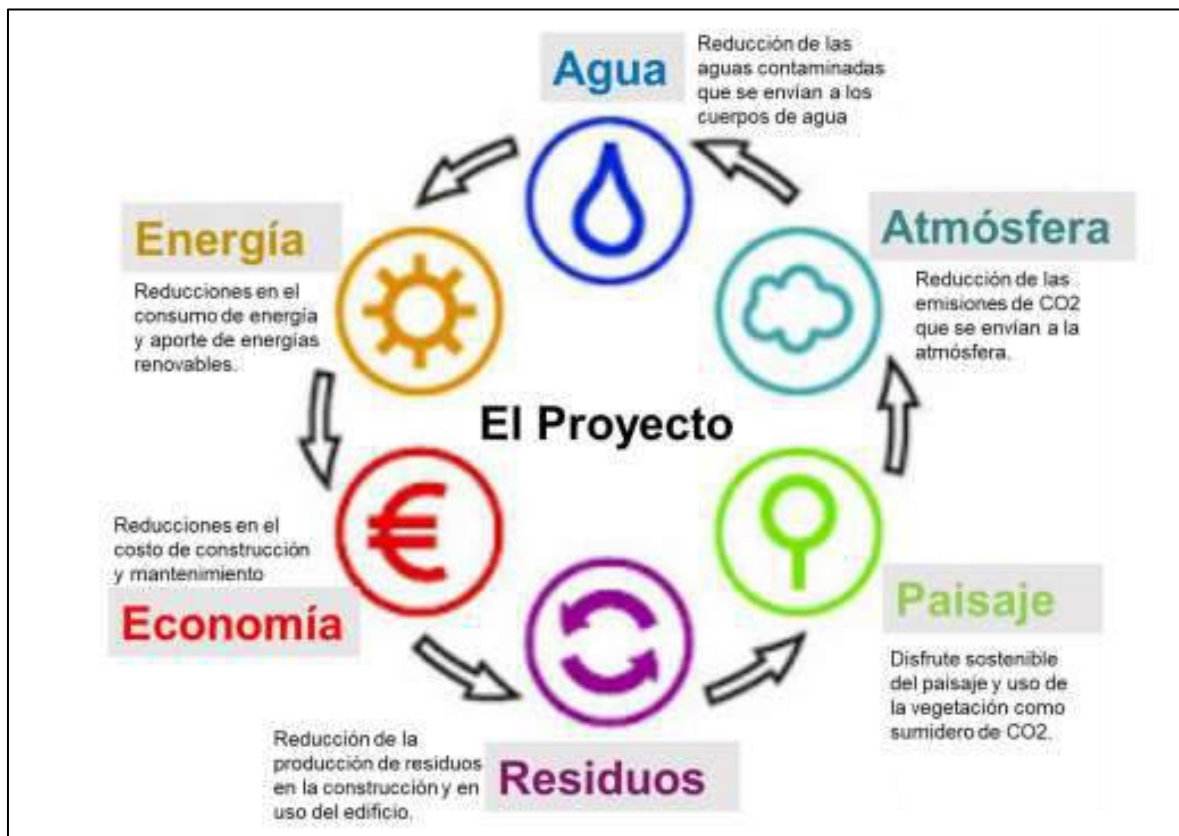 Agua
Reducción de las
aguas contaminadas
que se envían a los
cuerpos de agua
Energía
Reducciones en el
consumo de energía
y aporte de energías
renovables.
Atmósfera
Reducción de las
emisiones de CO2
que se envían a la
atmósfera.
El Proyecto
Reducciones en el
costo de construcción
y mantenimiento
Economía
€
Paisaje
Disfrute sostenible
del paisaje y uso de
la vegetación como
sumidero de CO2.
Reducción de la
producción de residuos
en la construcción y en
uso del edificio.
Residuos